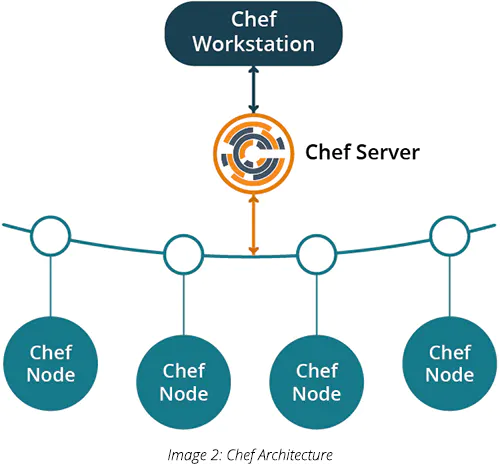 Chef
Workstation
Chef Server
Chef
Node
Chef
Node
Chef
Node
Chef
Node
Image 2: Chef Architecture